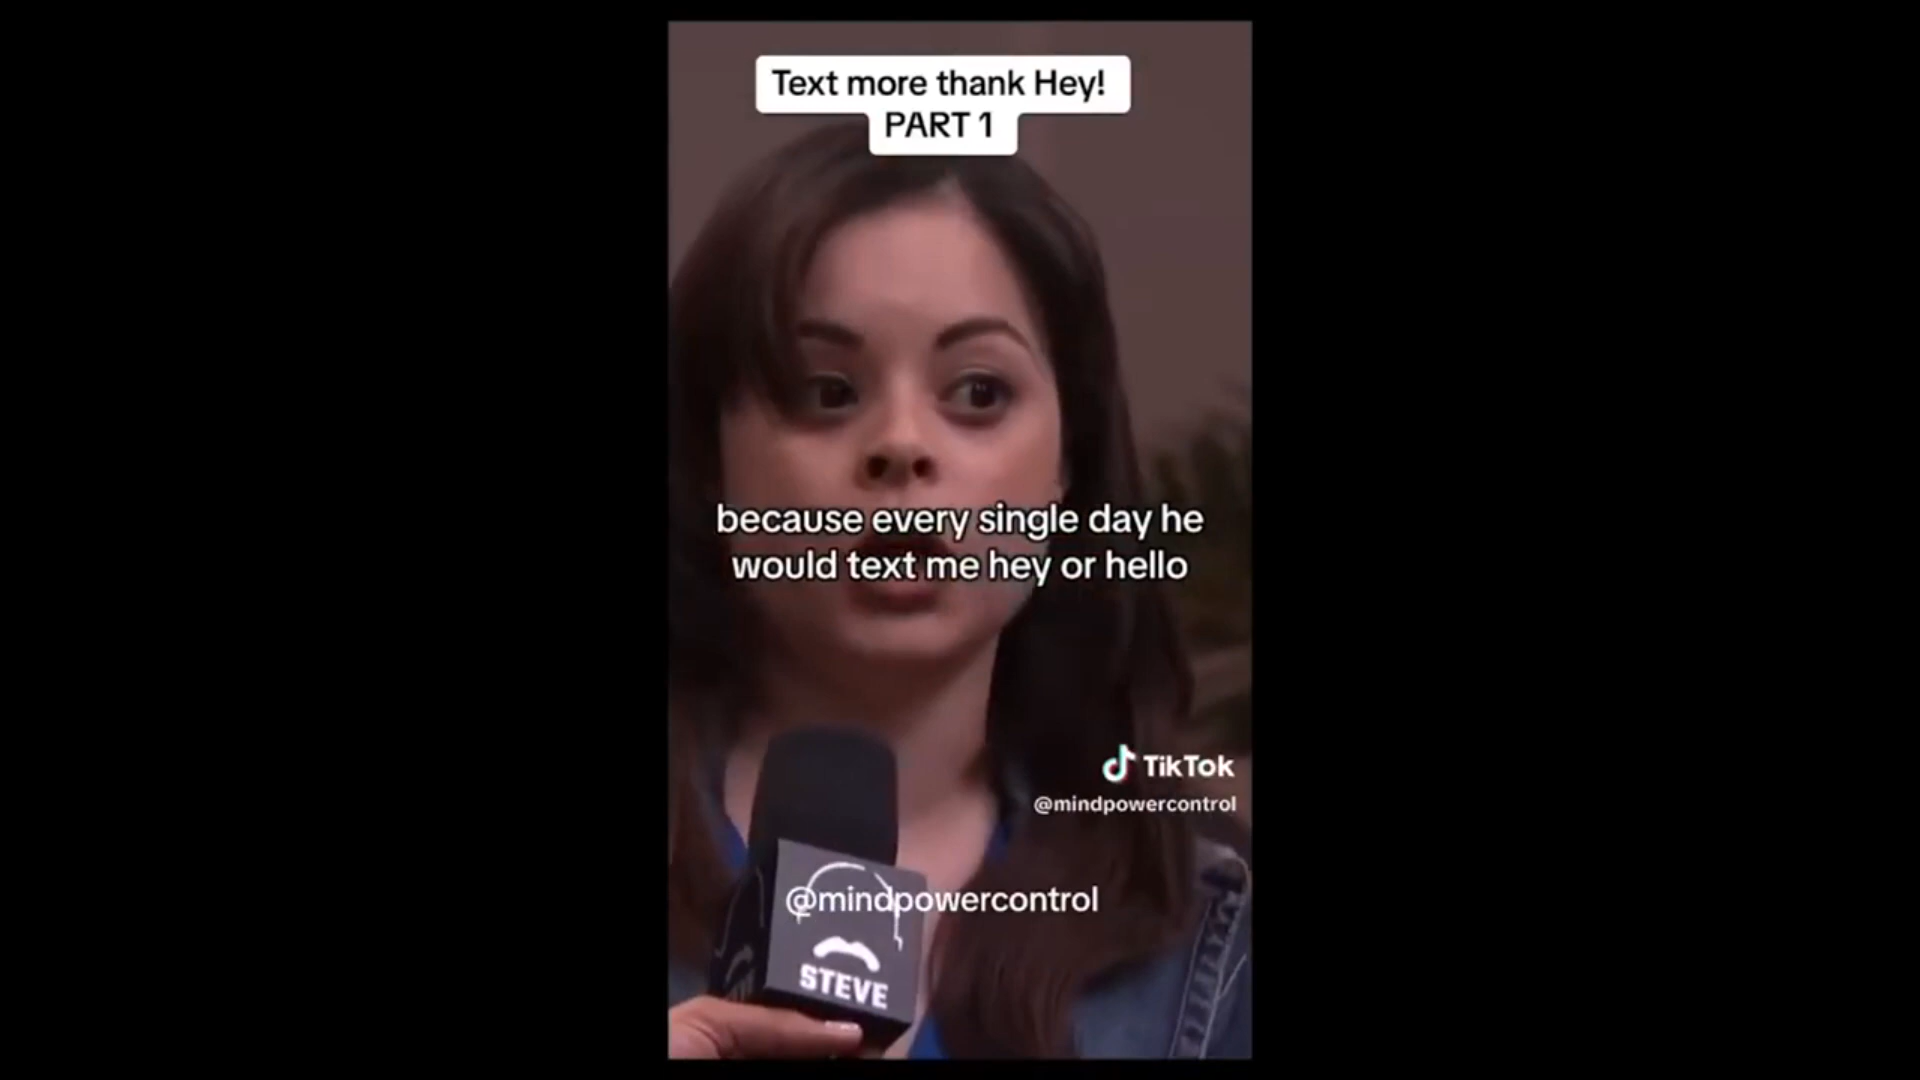 Text more thank Hey!
PART 1
because every single day he
would text me hey or hello
TikTok
@mindpowercontrol
@mindpowercontrol
STEVE